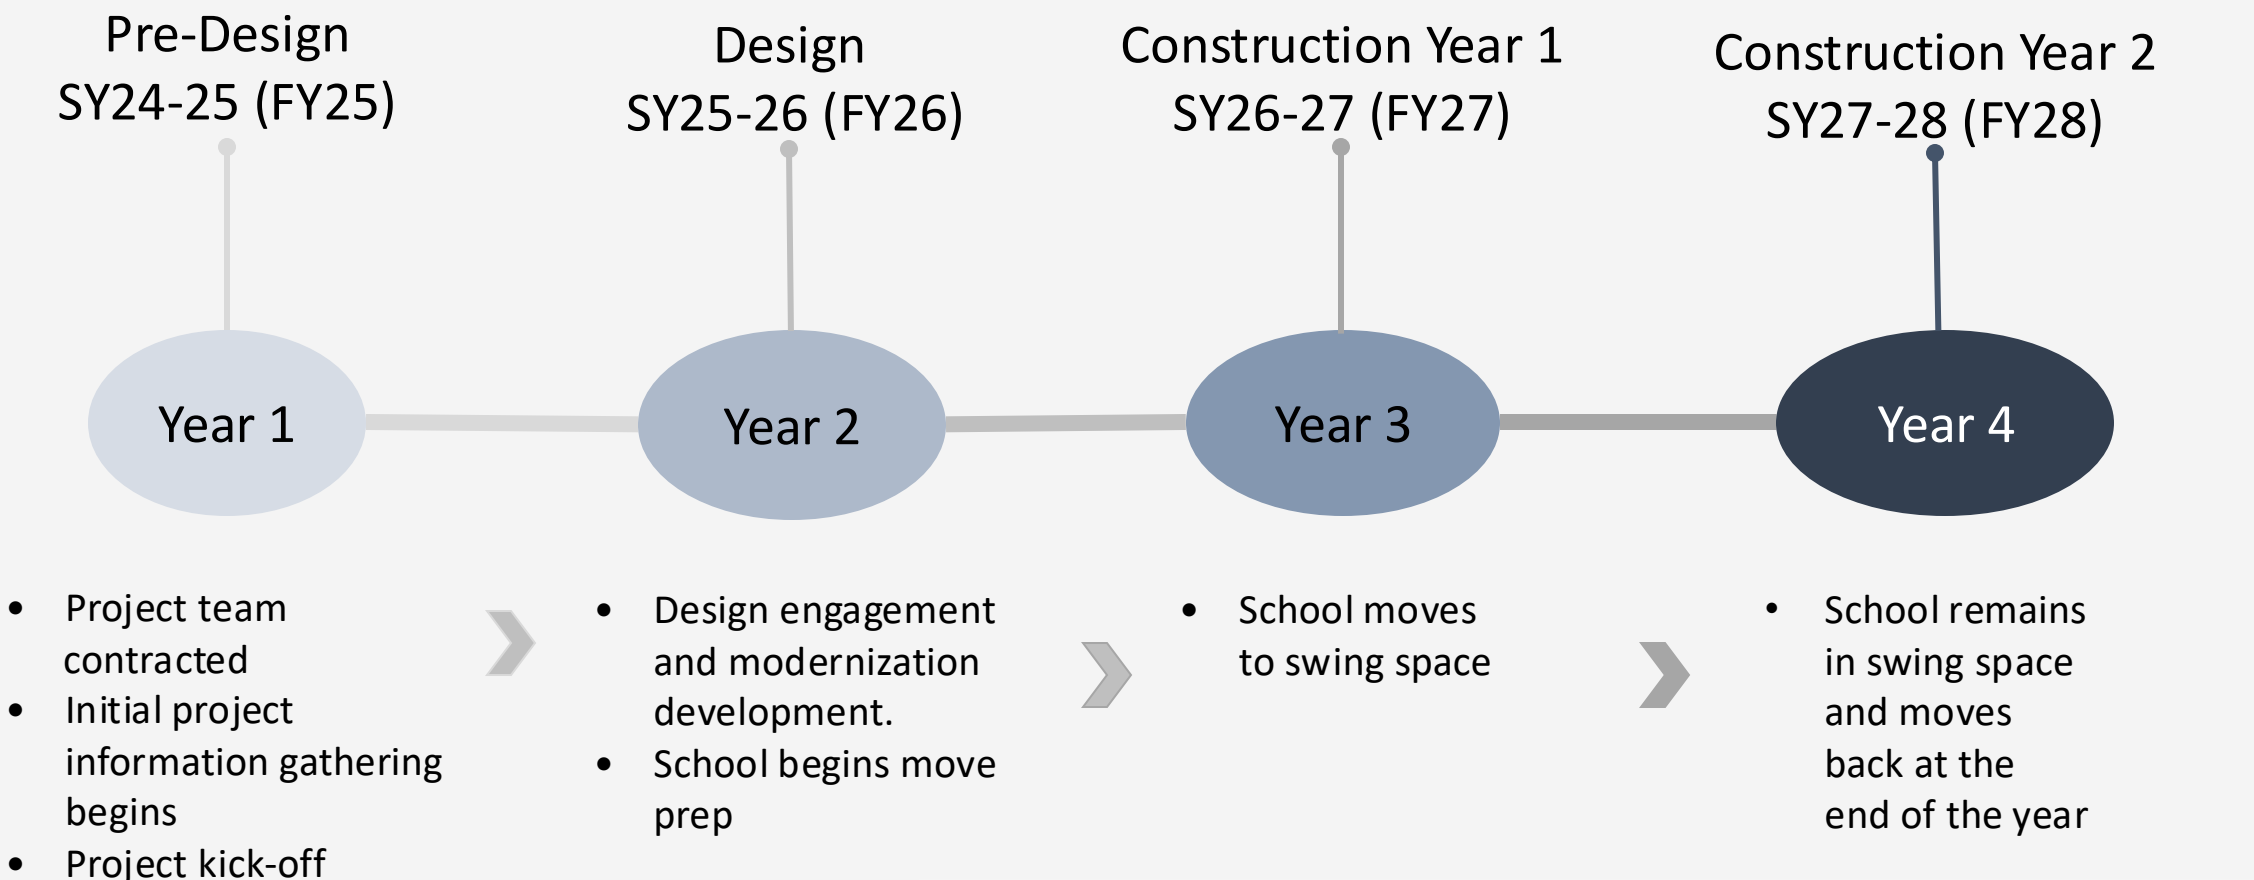 Pre-Design
SY24-25 (FY25)
Design
SY25-26 (FY26)
Construction Year 1
SY26-27 (FY27)
Construction Year 2
SY27-28 (FY28)
Year 1
Year 2
Year 3
Year 4
• Project team
contracted
• Initial project
information gathering
begins
• Project kick-off
• Design engagement
and modernization
development.
• School begins move
prep
• School moves
to swing space
• School remains
in swing space
and moves
back at the
end of the year